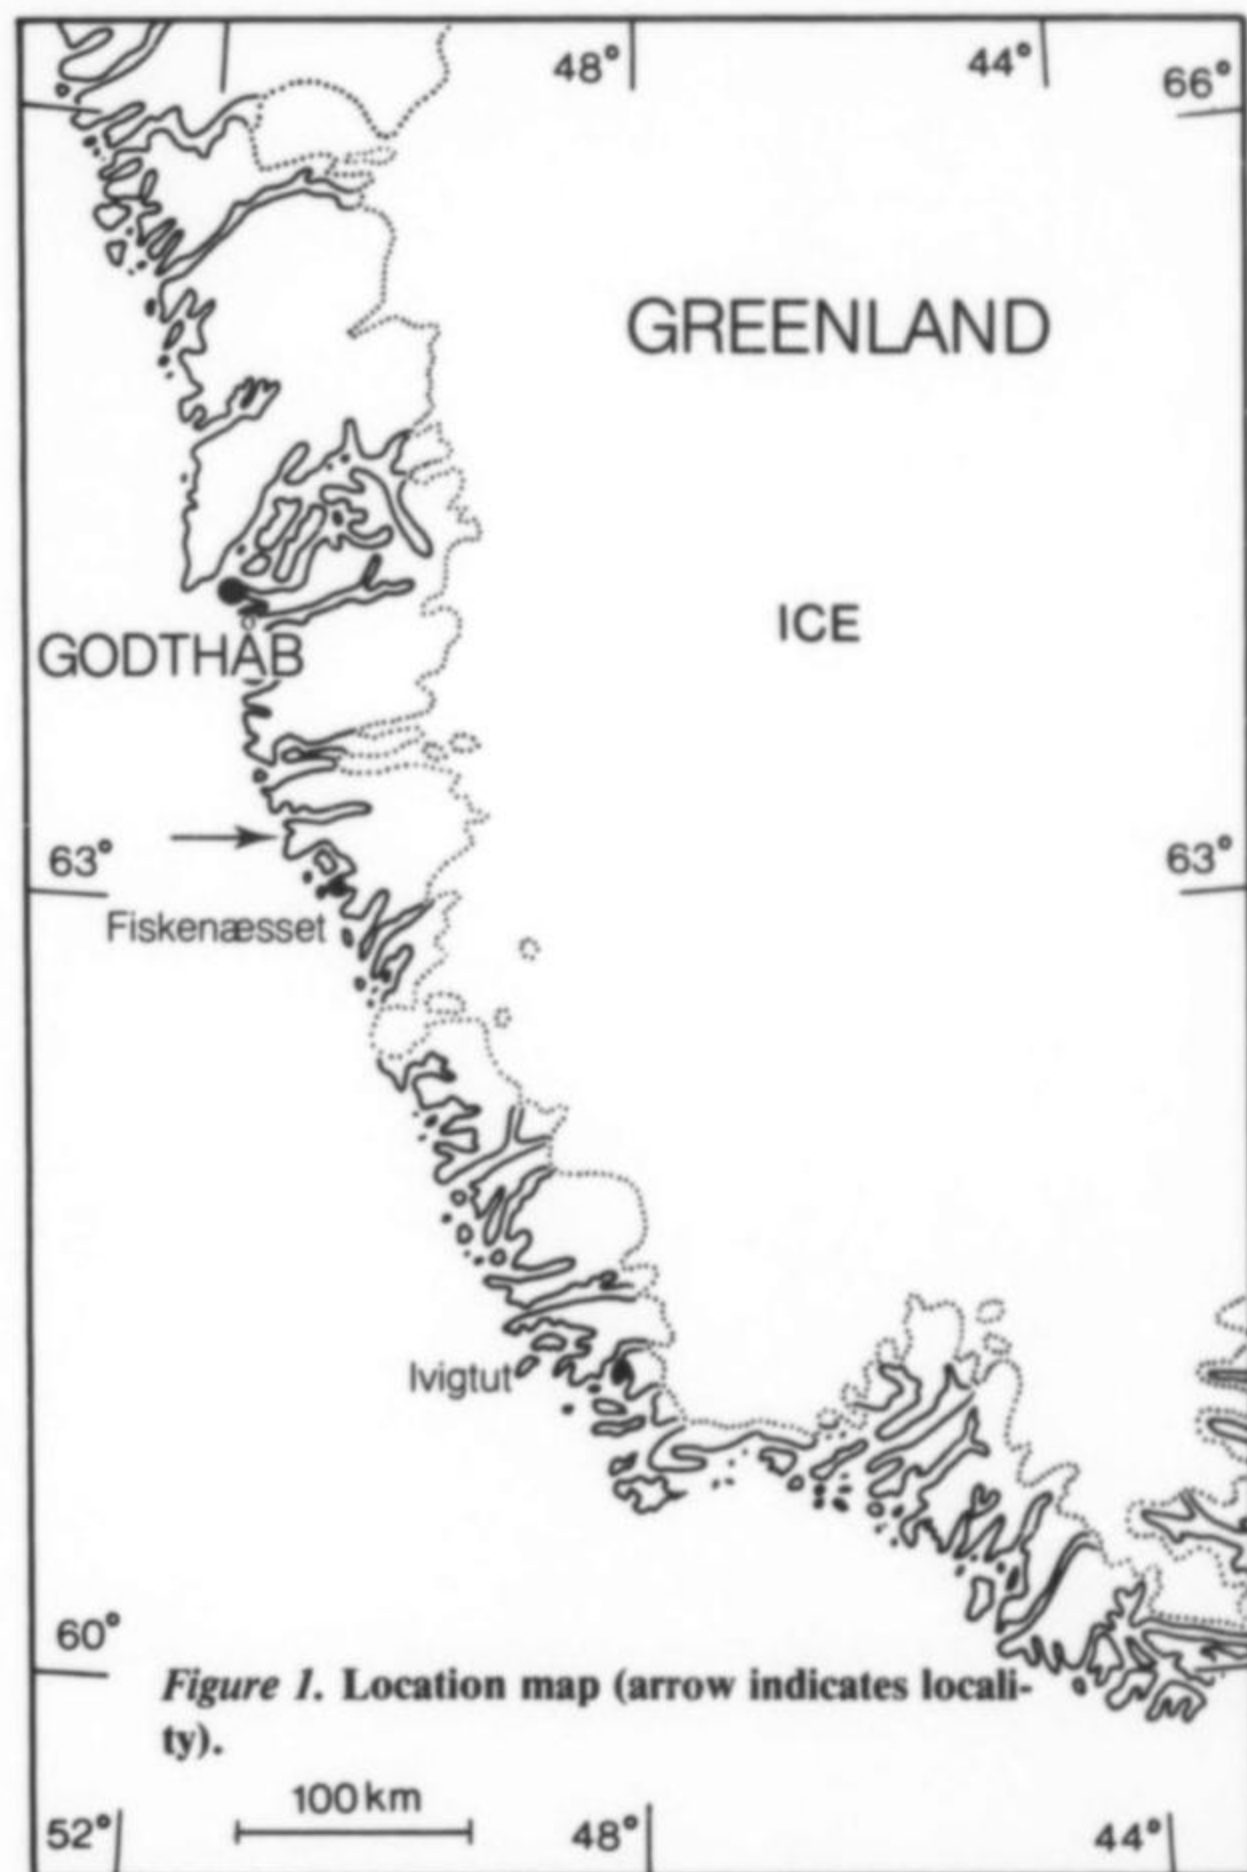 48°
44°
66°
GREENLAND
ICE
GODTHÅB
63°
63°
Fiskenæsset
Ivigtut
60°
Figure 1. Location map (arrow indicates locali-
ty).
100 km
52°
48°
44°